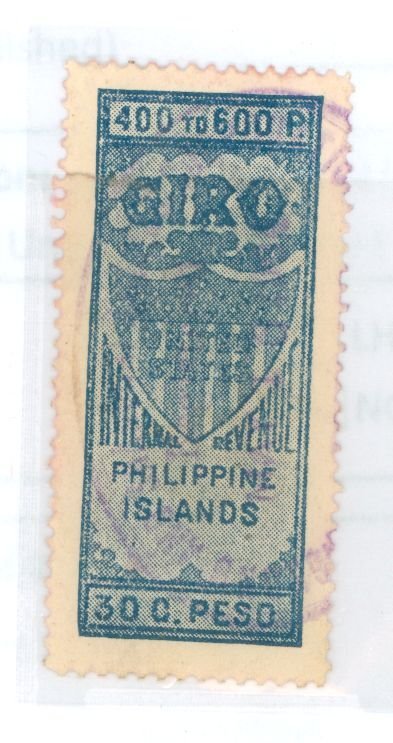 400 TO 600 P
GIRO
UNITED
STATES
INTERNAL REVENUE
PHILIPPINE
ISLANDS
30 C. PESO